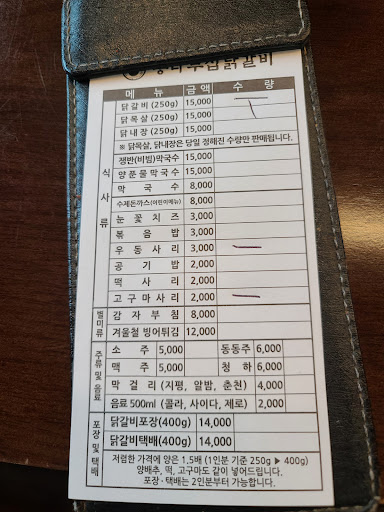 닭갈비
메 뉴 금 액 수 량
닭 갈 비 (250g) 15,000
닭 목 살 (250g) 15,000
닭 내 장 (250g) 15,000
※ 닭목살, 닭내장은 당일 정해진 수량만 판매됩니다.
식 사 류
쟁반(비빔)막국수 15,000
양푼물막국수 15,000
막 국 수 8,000
수제돈까스(어린이메뉴) 8,000
눈 꽃 치 즈 3,000
볶 음 밥 3,000
우 동 사 리 3,000
공 기 밥 2,000
떡 사 리 2,000
고 구 마 사 리 2,000
별미류
감 자 부 침 8,000
겨울철 빙어튀김 12,000
주류 및 음료
소 주 5,000 동동주 6,000
맥 주 5,000 청 하 6,000
막 걸 리 (지평, 알밤, 춘천) 4,000
음료 500ml (콜라, 사이다, 제로) 2,000
포장 및 택배
닭갈비포장(400g) 14,000
닭갈비택배(400g) 14,000
저렴한 가격에 양은 1.5배 (1인분 기준 250g ▶ 400g)
양배추, 떡, 고구마도 같이 넣어드립니다.
포장 · 택배는 2인분부터 가능합니다.